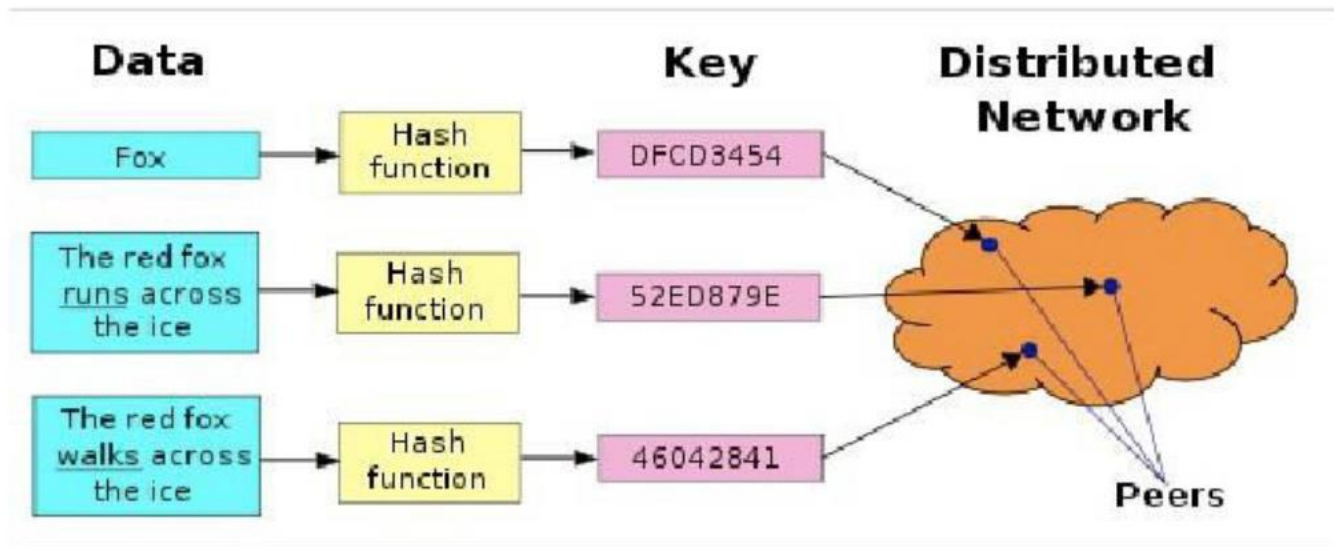 Data
Key
Distributed
Network
Fox
Hash
function
DFCD3454
The red fox
runs across
the ice
Hash
function
52ED879E
The red fox
walks across
the ice
Hash
function
46042841
Peers